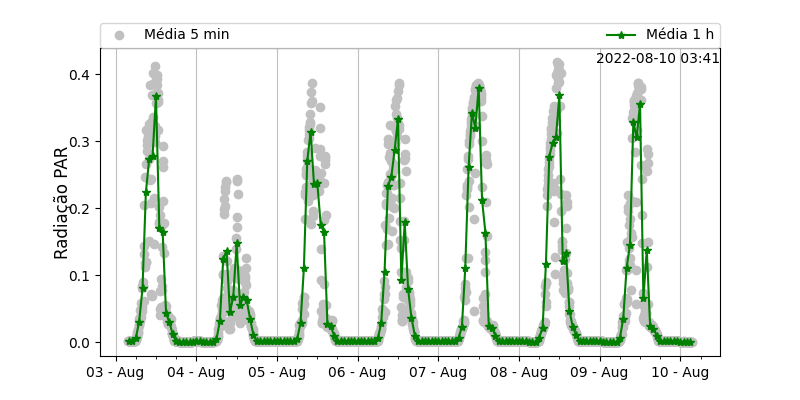 Média 5 min
Média 1 h
2022-08-10 03:41
Radiação PAR
0.4
0.3
0.2
0.1
0.0
03 - Aug
04 - Aug
05 - Aug
06 - Aug
07 - Aug
08 - Aug
09 - Aug
10 - Aug